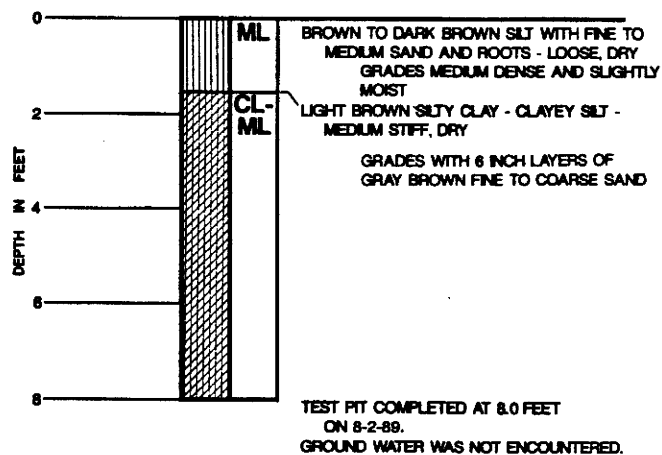 0
ML
BROWN TO DARK BROWN SILT WITH FINE TO
MEDIUM SAND AND ROOTS - LOOSE, DRY
GRADES MEDIUM DENSE AND SLIGHTLY
MOIST
CL-
ML
LIGHT BROWN SILTY CLAY - CLAYEY SILT -
MEDIUM STIFF, DRY
2
GRADES WITH 6 INCH LAYERS OF
GRAY BROWN FINE TO COARSE SAND
DEPTH IN FEET
4
6
8
TEST PIT COMPLETED AT 8.0 FEET
ON 8-2-89.
GROUND WATER WAS NOT ENCOUNTERED.